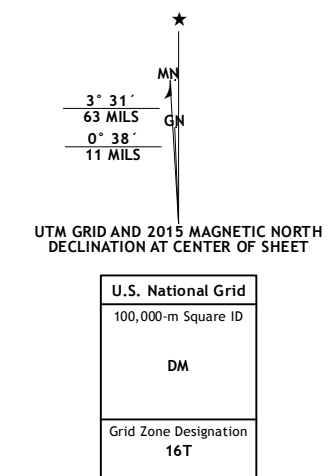 ★
MN
3° 31´
63 MILS
GN
0° 38´
11 MILS
UTM GRID AND 2015 MAGNETIC NORTH
DECLINATION AT CENTER OF SHEET
U.S. National Grid
100,000-m Square ID
DM
Grid Zone Designation
16T